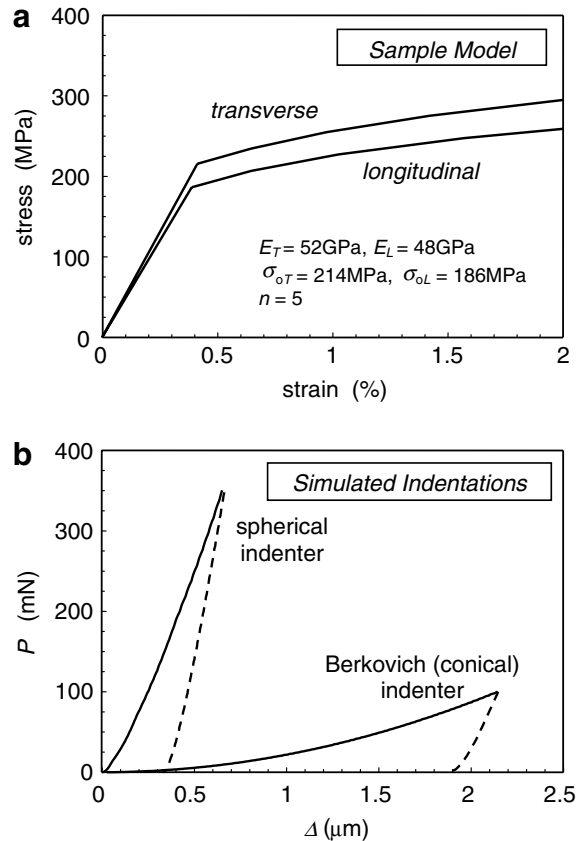 a
400
Sample Model
300
transverse
stress (MPa)
200
longitudinal
E_T = 52GPa, E_L = 48GPa
σ_oT = 214MPa, σ_oL = 186MPa
100
n = 5
0
0 0.5 1 1.5 2
strain (%)
b
400
Simulated Indentations
300
spherical
indenter
P (mN)
200
Berkovich (conical)
indenter
100
0
0 0.5 1 1.5 2 2.5
Δ (μm)